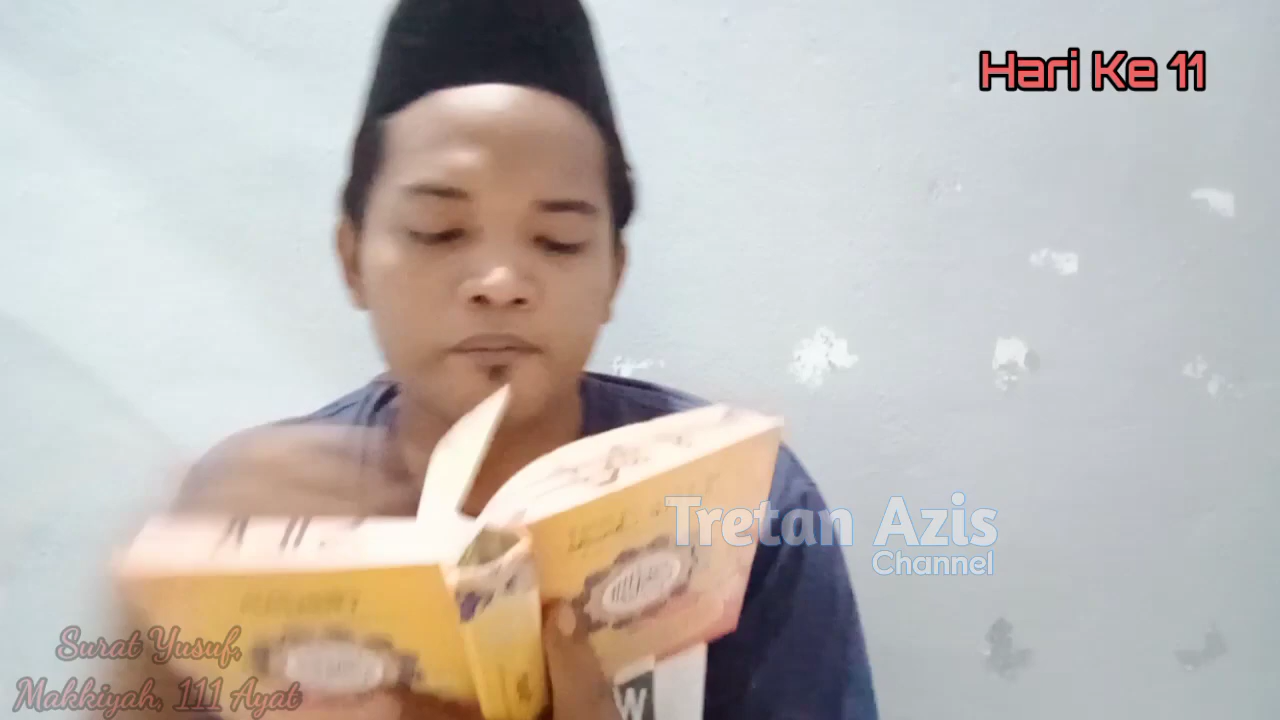 Hari Ke 11
Tretan Azis
Channel
Surat Yusuf,
Makkiyah, 111 Ayat
W